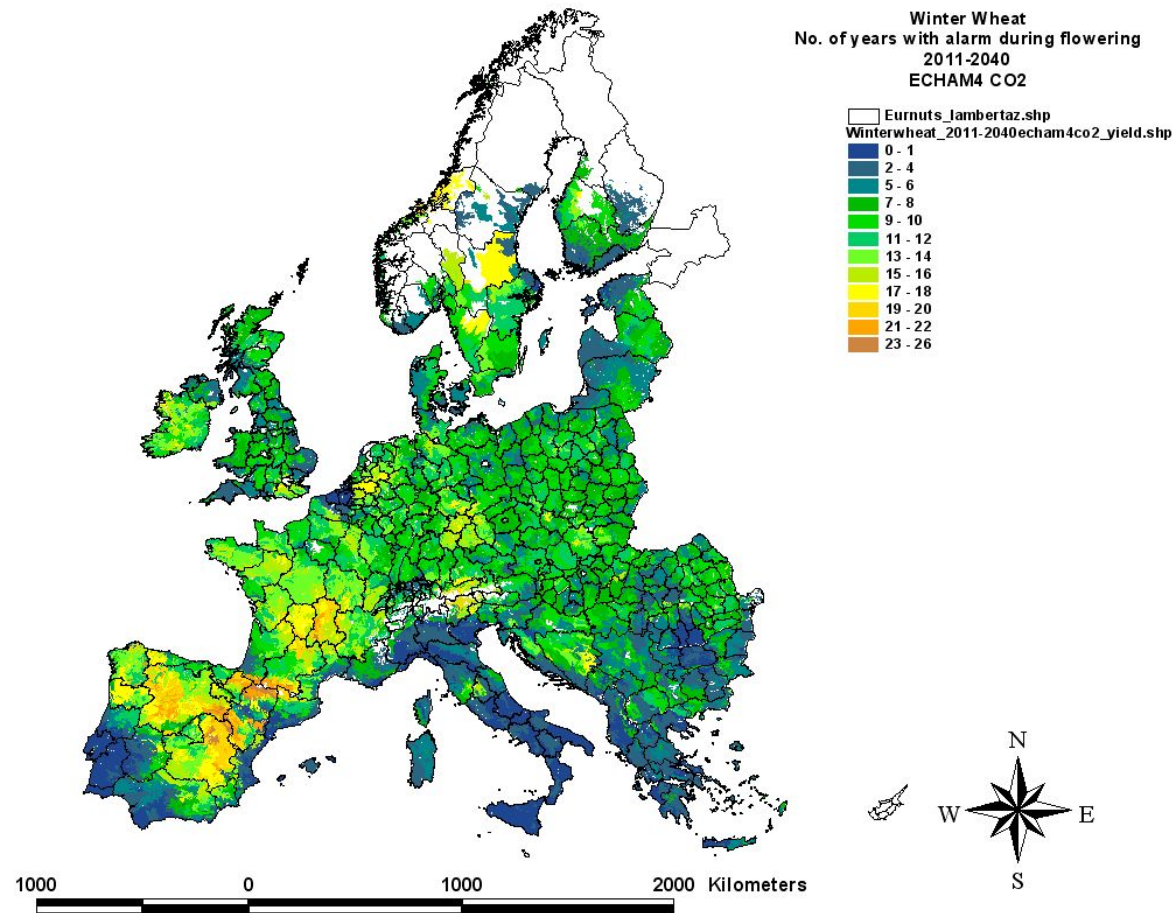 Winter Wheat
No. of years with alarm during flowering
2011-2040
ECHAM4 CO2
Eurnuts_lambertaz.shp
Winterwheat_2011-2040echam4co2_yield.shp
0 - 1
2 - 4
5 - 6
7 - 8
9 - 10
11 - 12
13 - 14
15 - 16
17 - 18
19 - 20
21 - 22
23 - 26
N
W E
S
1000 0 1000 2000 Kilometers